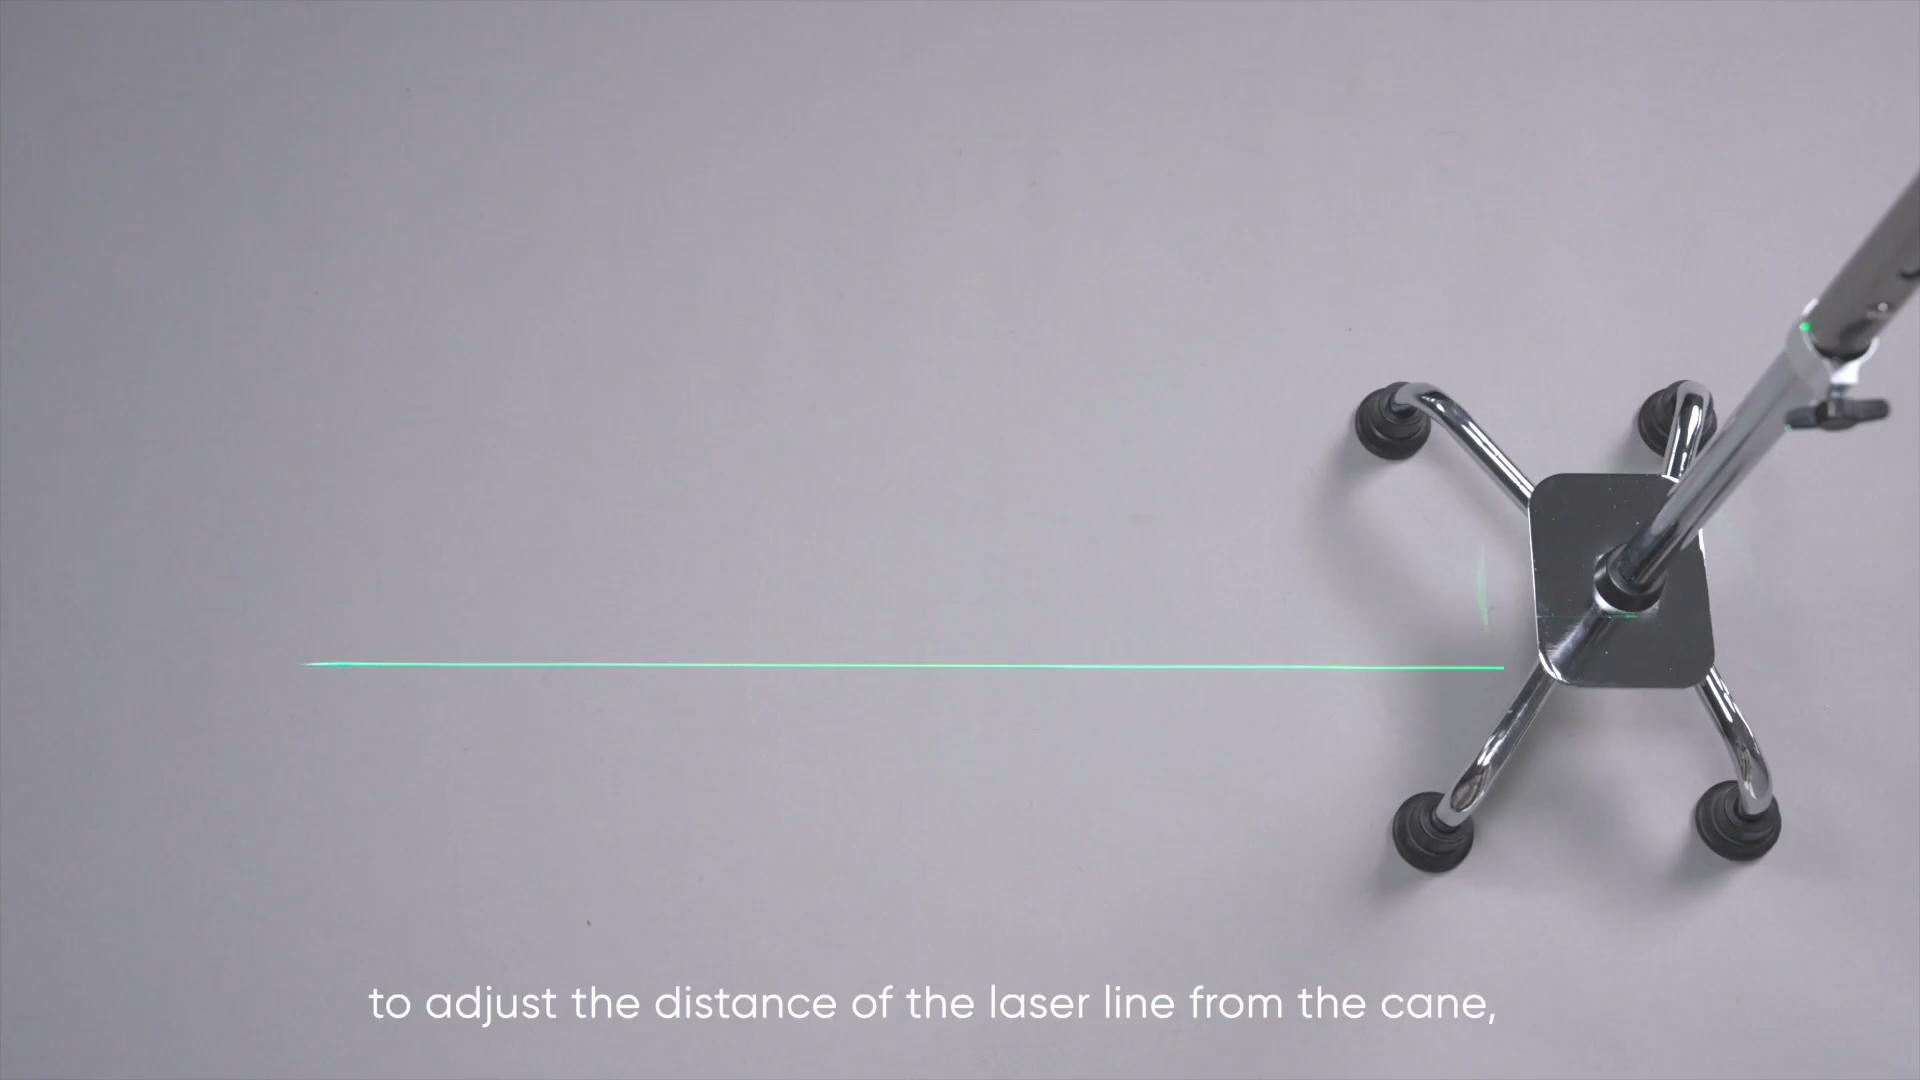 to adjust the distance of the laser line from the cane,